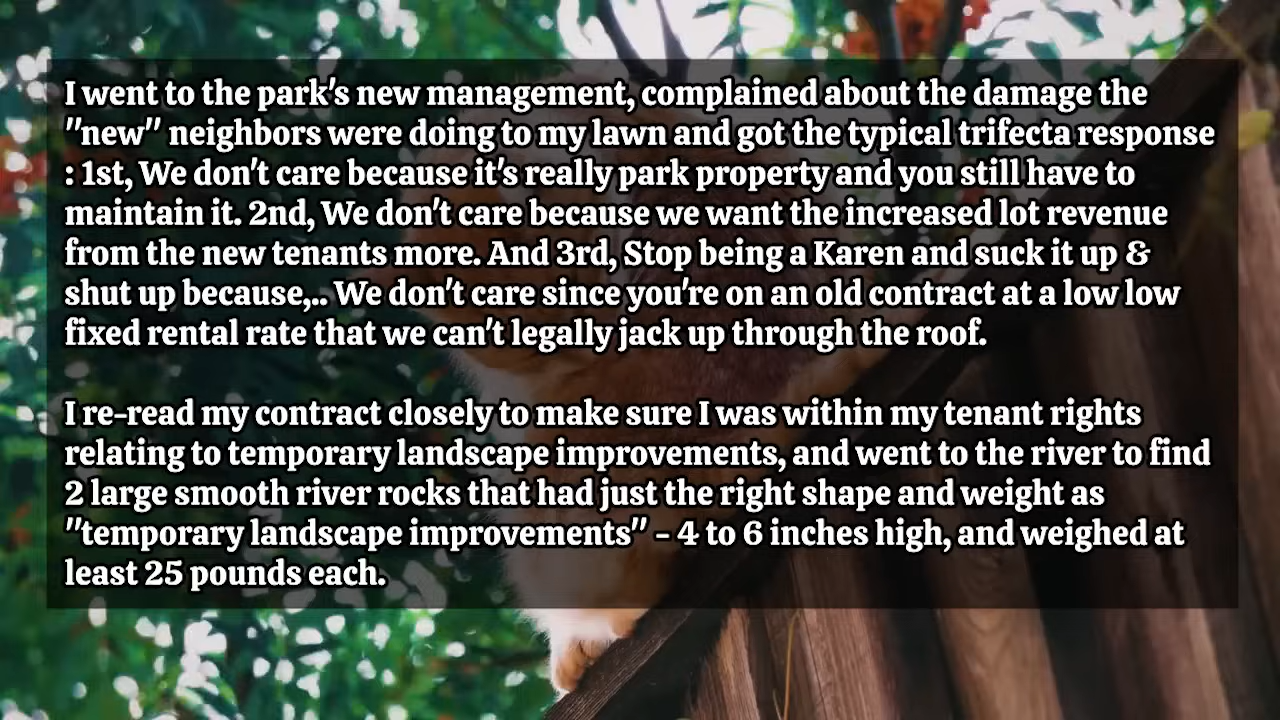 I went to the park's new management, complained about the damage the
"new" neighbors were doing to my lawn and got the typical trifecta response
: 1st, We don't care because it's really park property and you still have to
maintain it. 2nd, We don't care because we want the increased lot revenue
from the new tenants more. And 3rd, Stop being a Karen and suck it up &
shut up because,.. We don't care since you're on an old contract at a low low
fixed rental rate that we can't legally jack up through the roof.
I re-read my contract closely to make sure I was within my tenant rights
relating to temporary landscape improvements, and went to the river to find
2 large smooth river rocks that had just the right shape and weight as
"temporary landscape improvements" - 4 to 6 inches high, and weighed at
least 25 pounds each.